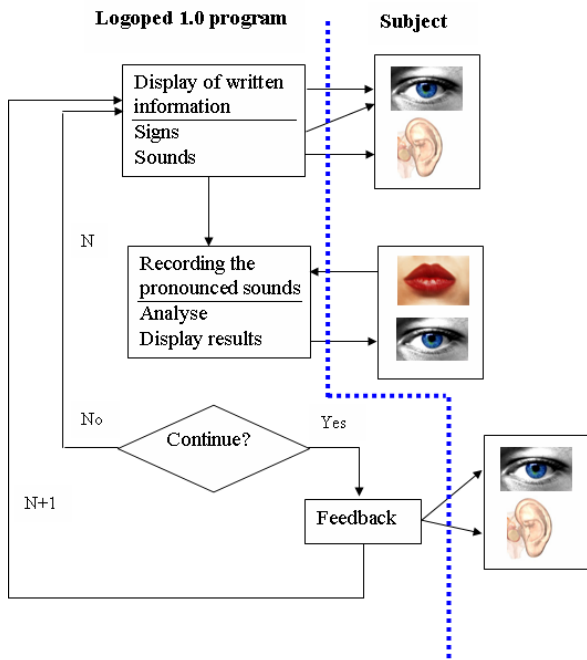 Logoped 1.0 program
Subject
Display of written
information
Signs
Sounds
N
Recording the
pronounced sounds
Analyse
Display results
No
Continue?
Yes
N+1
Feedback